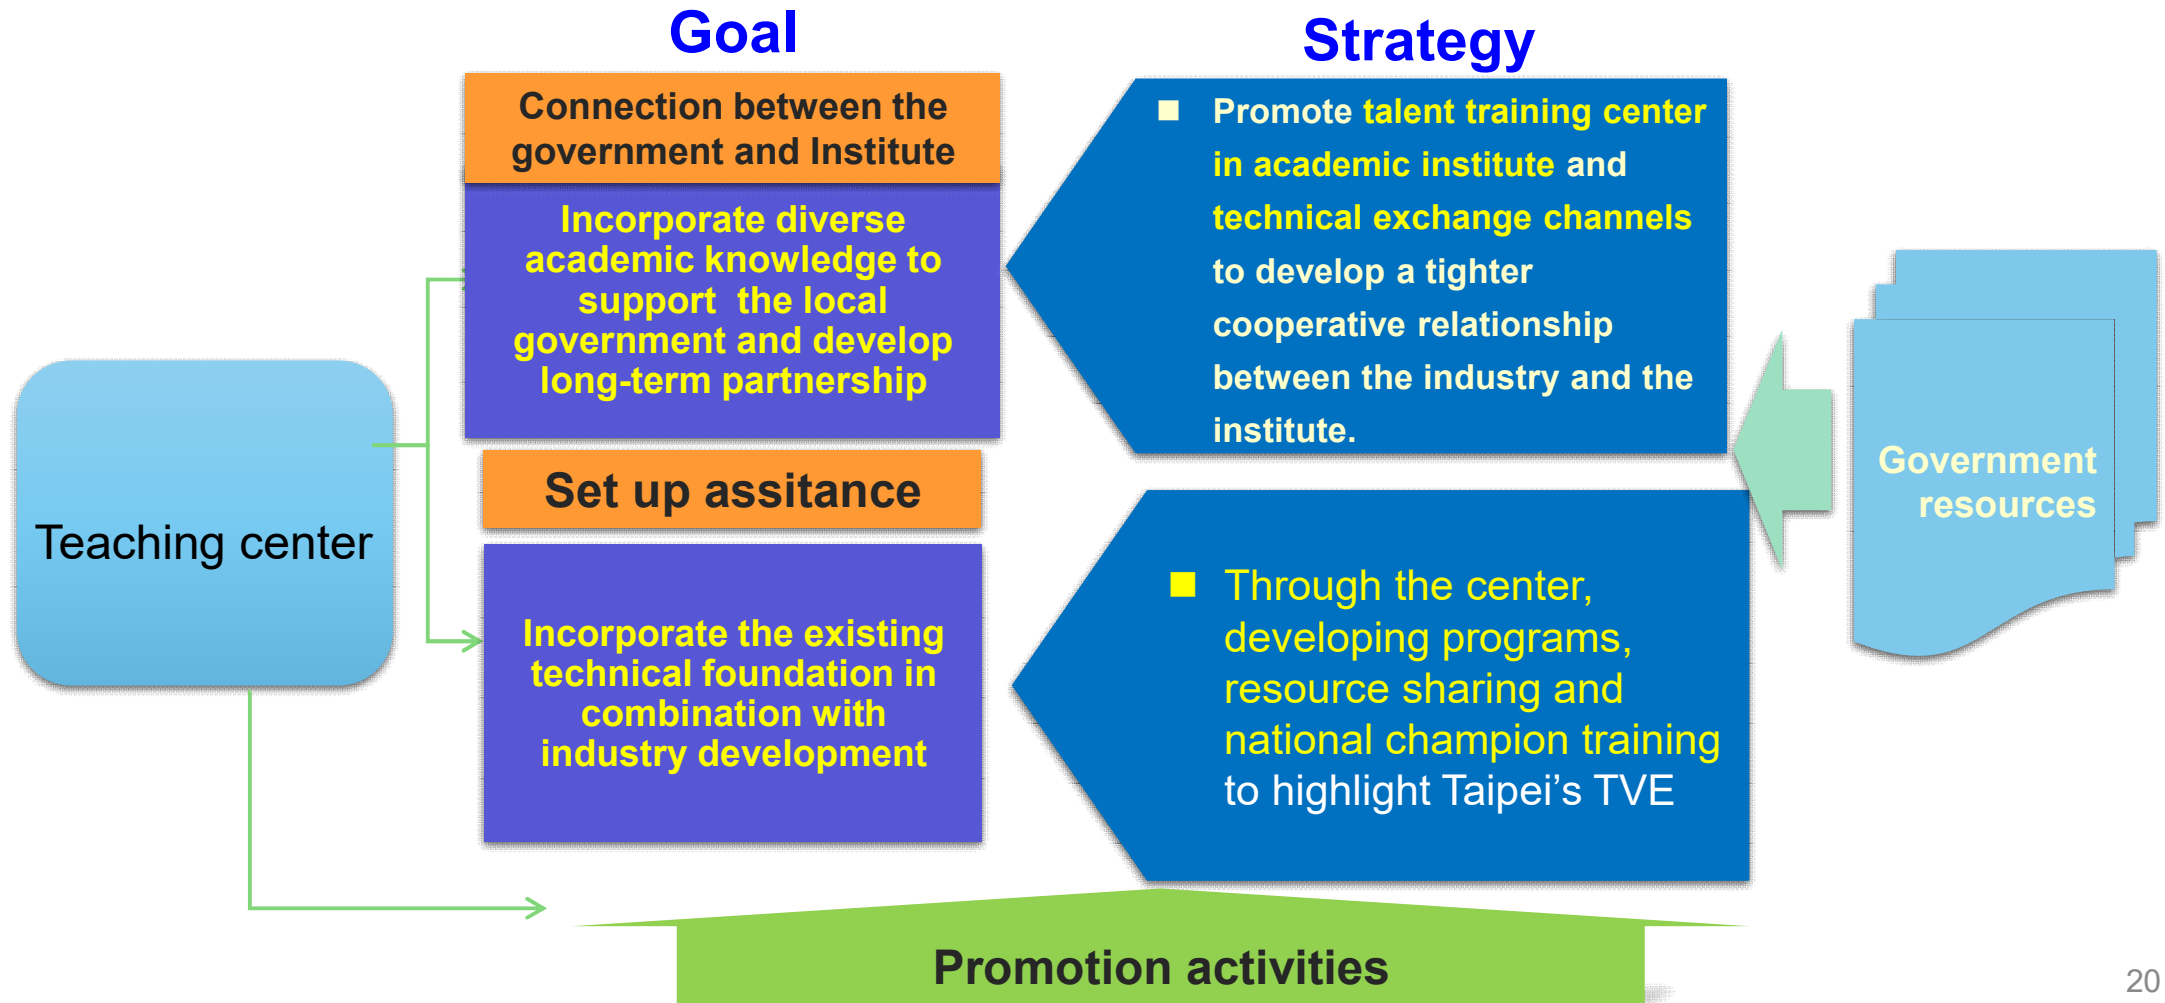 Goal
Strategy
Connection between the
government and Institute
Incorporate diverse
academic knowledge to
support  the local
government and develop
long-term partnership
Promote talent training center
in academic institute and
technical exchange channels
to develop a tighter
cooperative relationship
between the industry and the
institute.
Government
resources
Teaching center
Set up assitance
Incorporate the existing
technical foundation in
combination with
industry development
Through the center,
developing programs,
resource sharing and
national champion training
to highlight Taipei’s TVE
Promotion activities
20